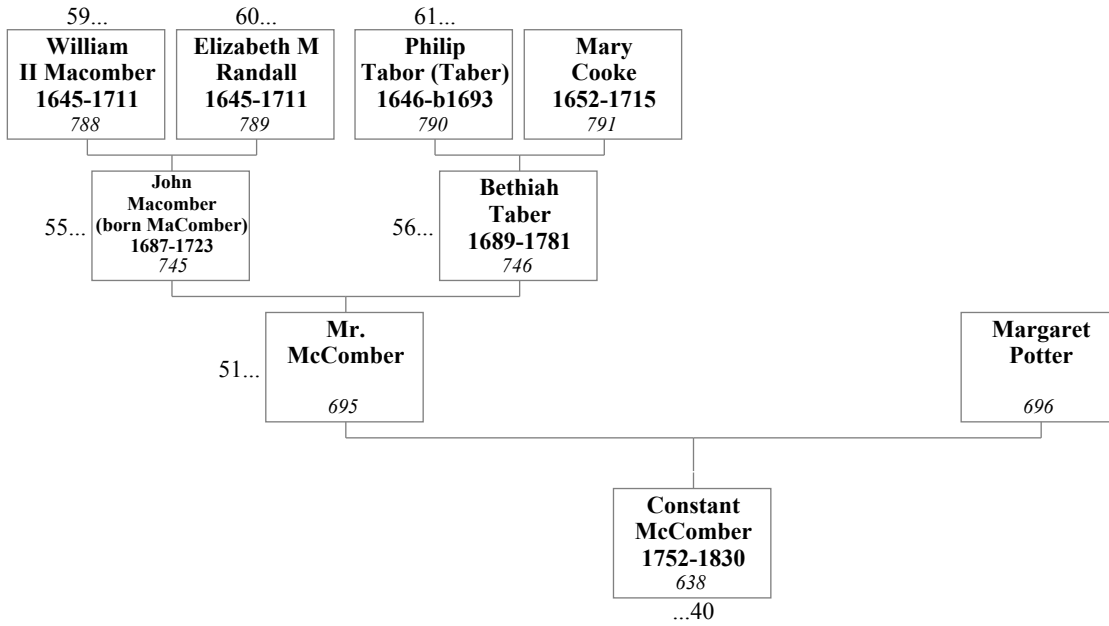 59...
60...
61...
William
II Macomber
1645-1711
788
Elizabeth M
Randall
1645-1711
789
Philip
Tabor (Taber)
1646-b1693
790
Mary
Cooke
1652-1715
791
55...
John
Macomber
(born MaComber)
1687-1723
745
56...
Bethiah
Taber
1689-1781
746
51...
Mr.
McComber
695
Margaret
Potter
696
Constant
McComber
1752-1830
638
...40